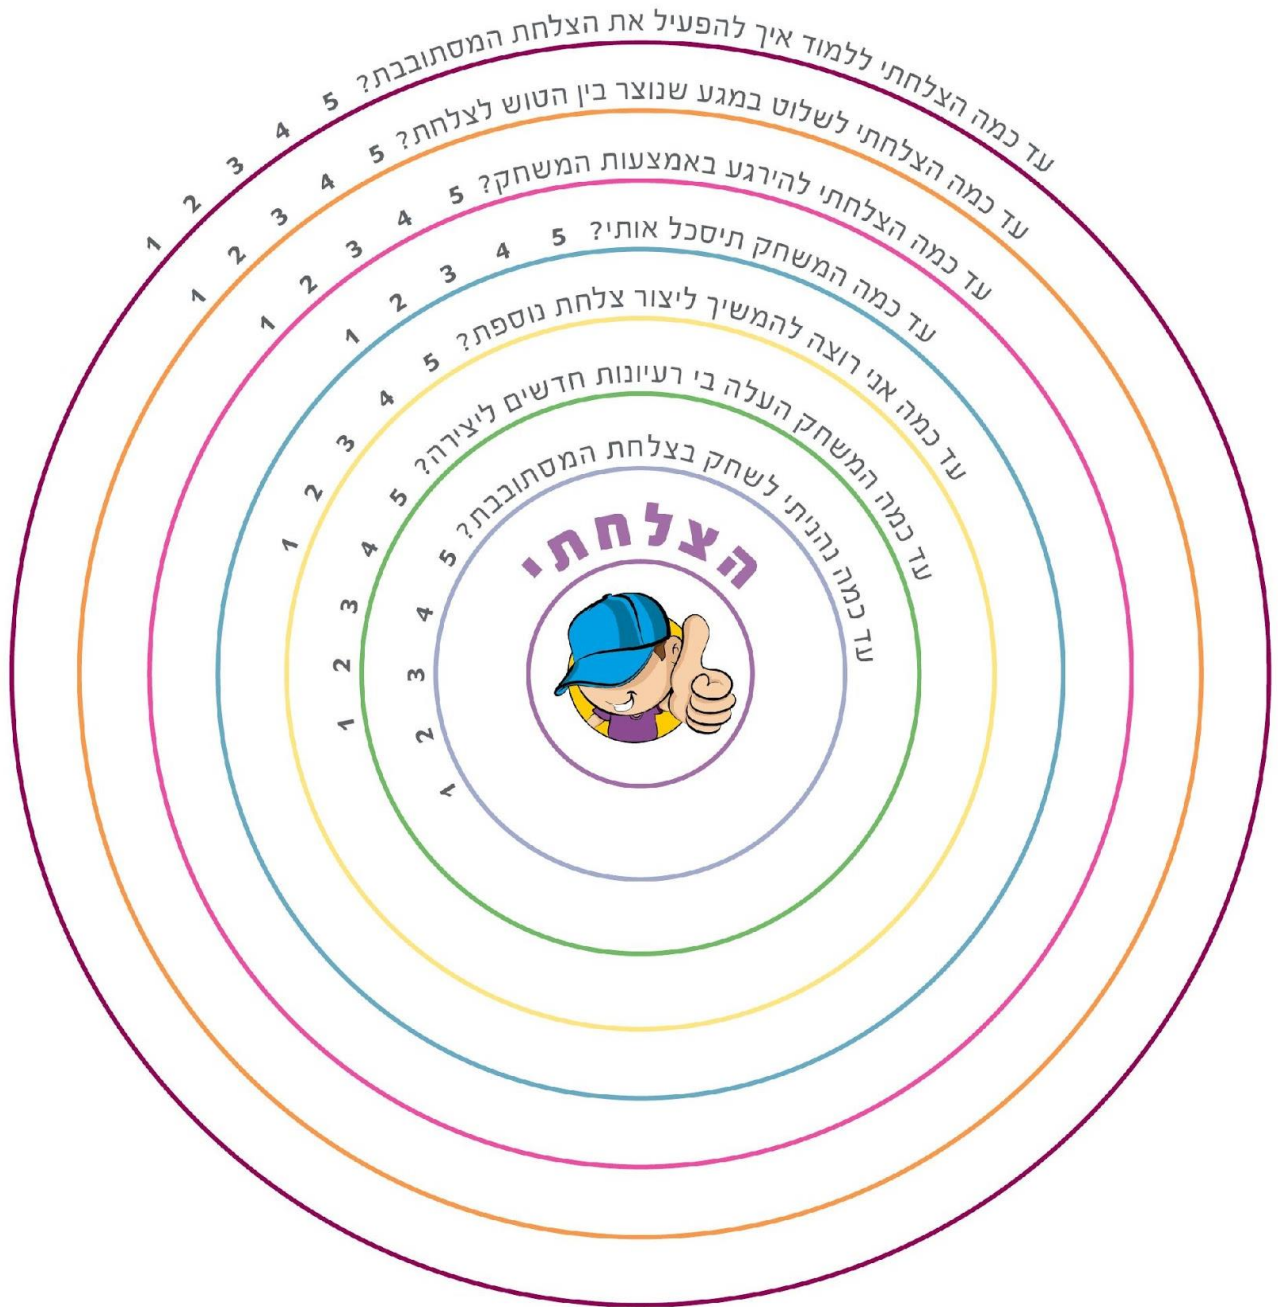 עד כמה הצלחתי ללמוד איך להפעיל את הצלחת המסתובבת? 5 4 3 2 1
עד כמה הצלחתי לשלוט במגע שנוצר בין הטוש לצלחת? 5 4 3 2 1
עד כמה הצלחתי להירגע באמצעות המשחק? 5 4 3 2 1
עד כמה המשחק תיסכל אותי? 5 4 3 2 1
עד כמה אני רוצה להמשיך ליצור צלחת נוספת? 5 4 3 2 1
עד כמה המשחק העלה בי רעיונות חדשים ליצירה? 5 4 3 2 1
עד כמה נהניתי לשחק בצלחת המסתובבת? 5 4 3 2 1
הצלחתי